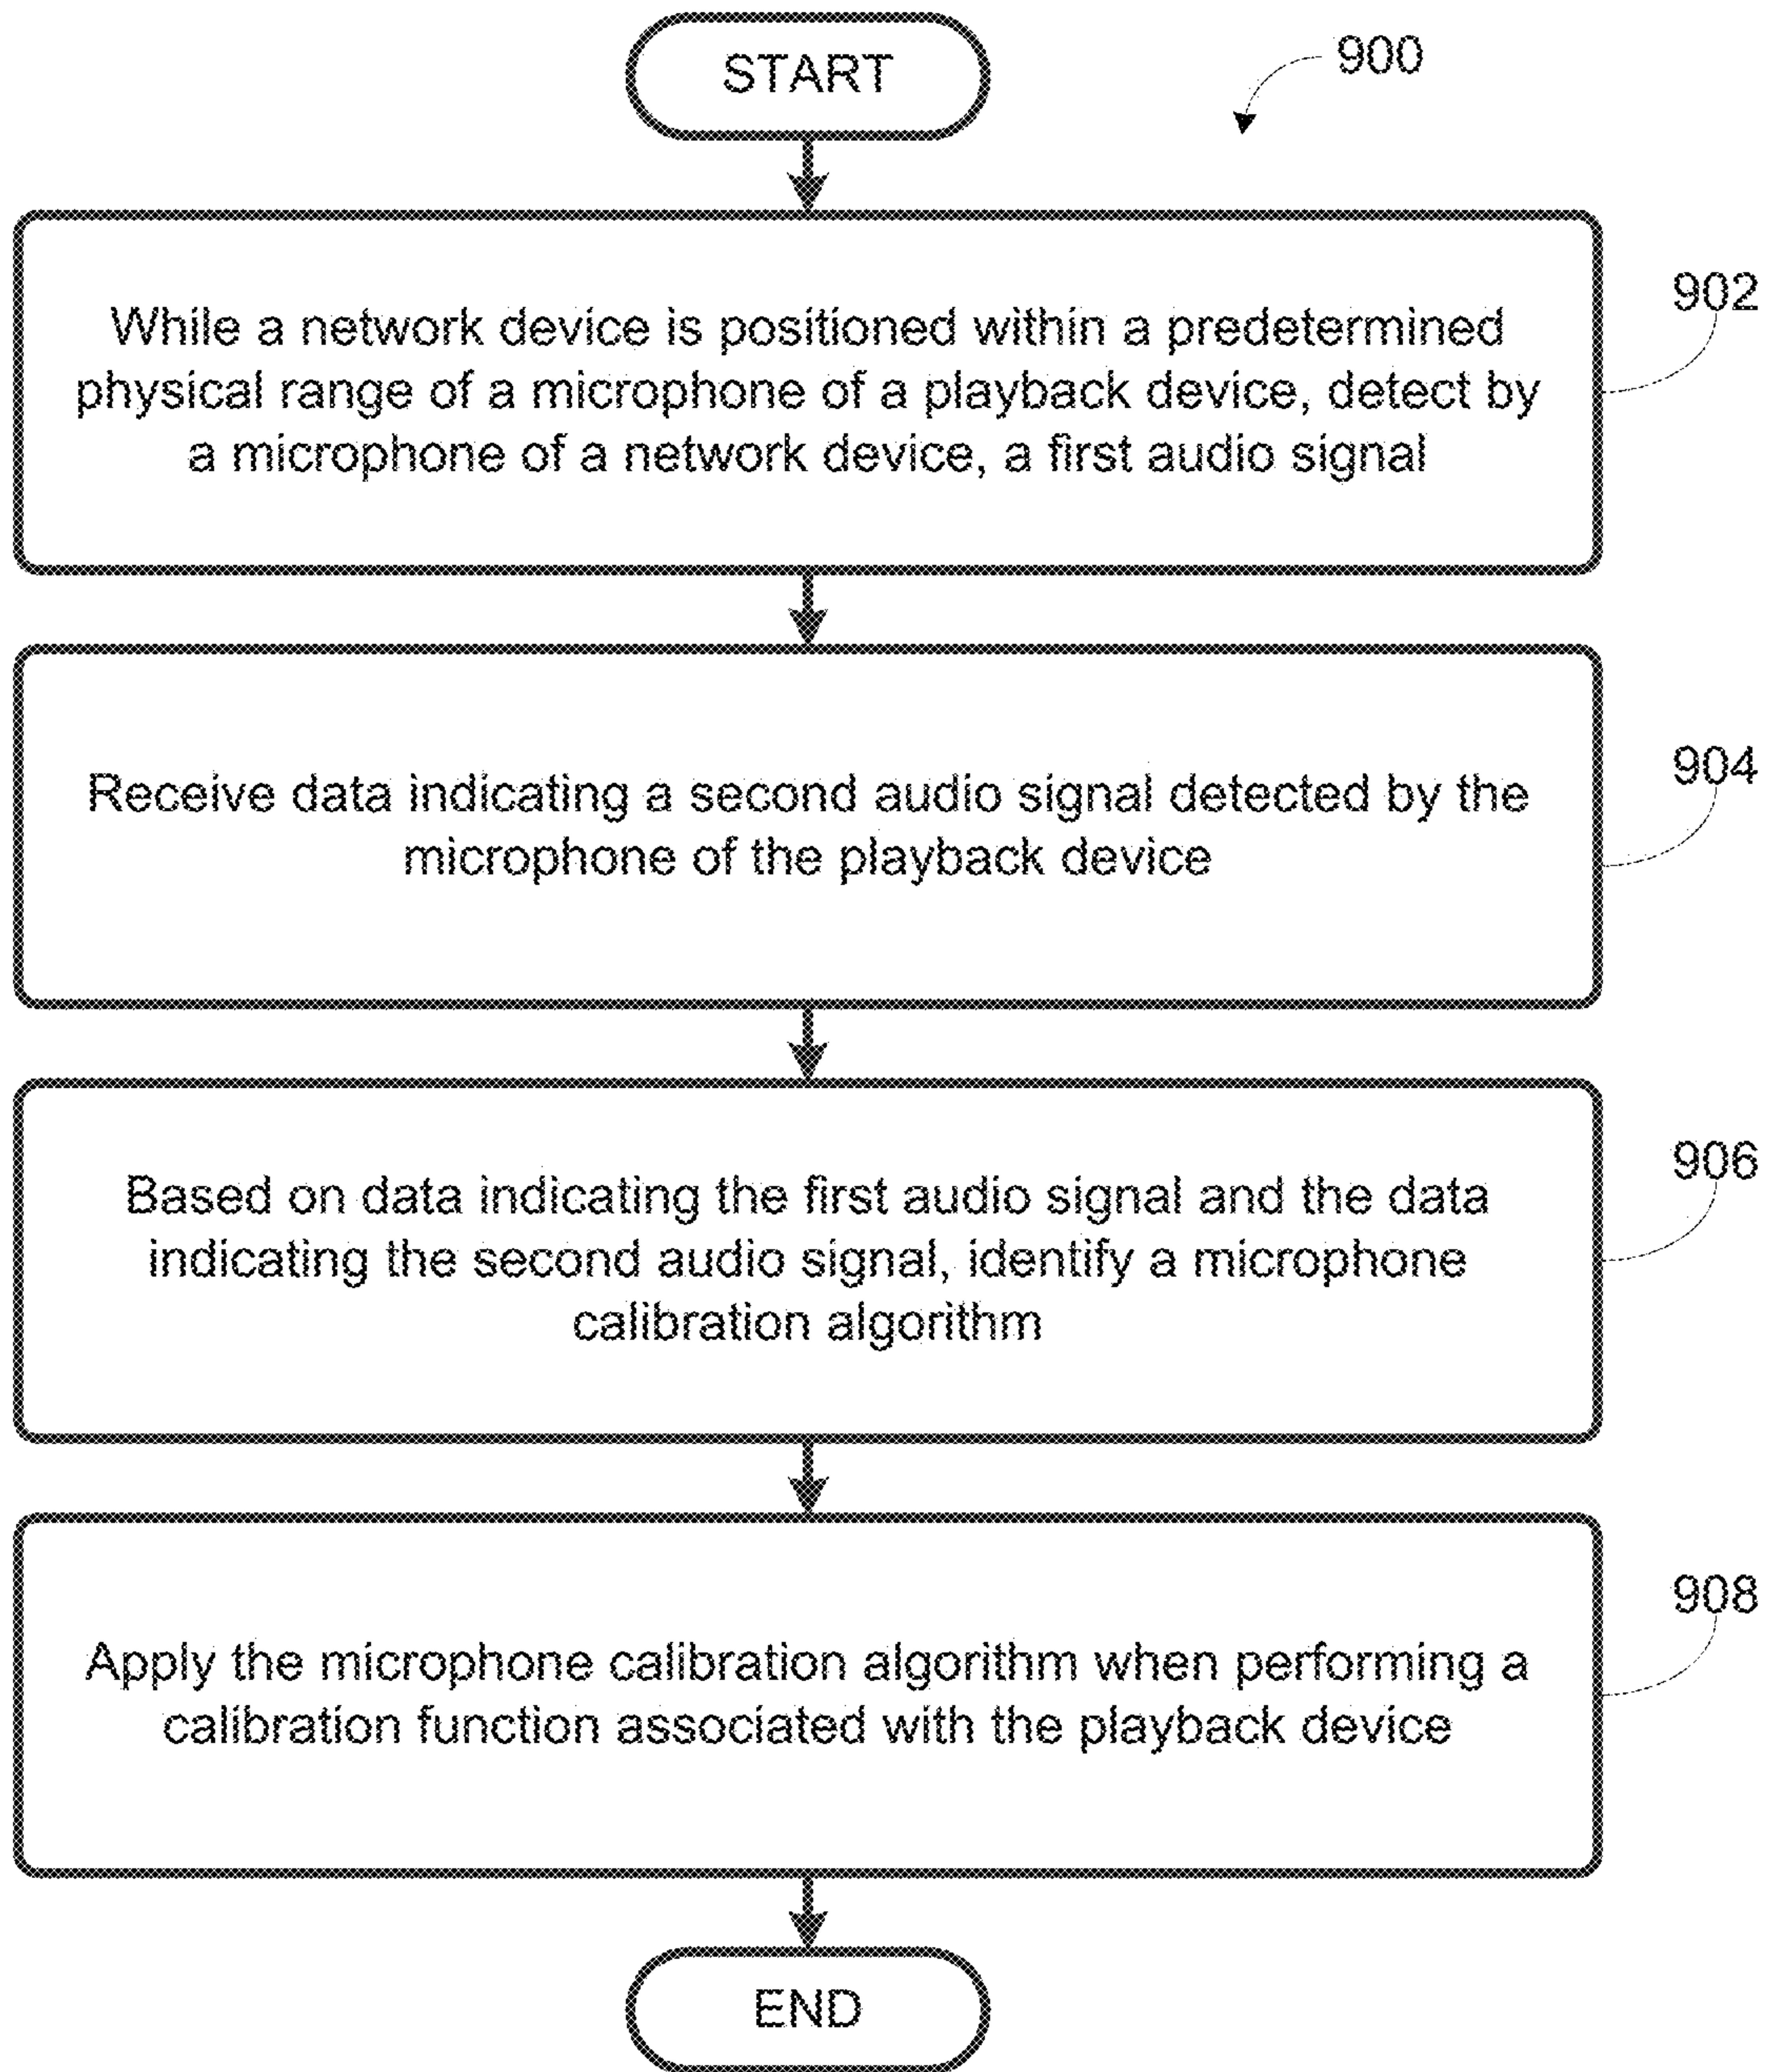 START
900
While a network device is positioned within a predetermined
physical range of a microphone of a playback device, detect by
a microphone of a network device, a first audio signal
902
Receive data indicating a second audio signal detected by the
microphone of the playback device
904
Based on data indicating the first audio signal and the data
indicating the second audio signal, identify a microphone
calibration algorithm
906
Apply the microphone calibration algorithm when performing a
calibration function associated with the playback device
908
END